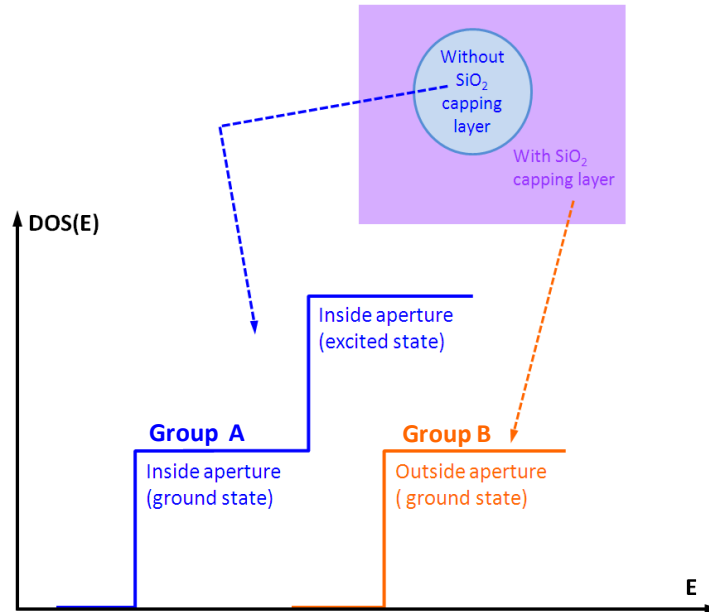 Without
SiO₂
capping
layer
With SiO₂
capping layer
DOS(E)
Inside aperture
(excited state)
Group A
Group B
Inside aperture
(ground state)
Outside aperture
( ground state)
E